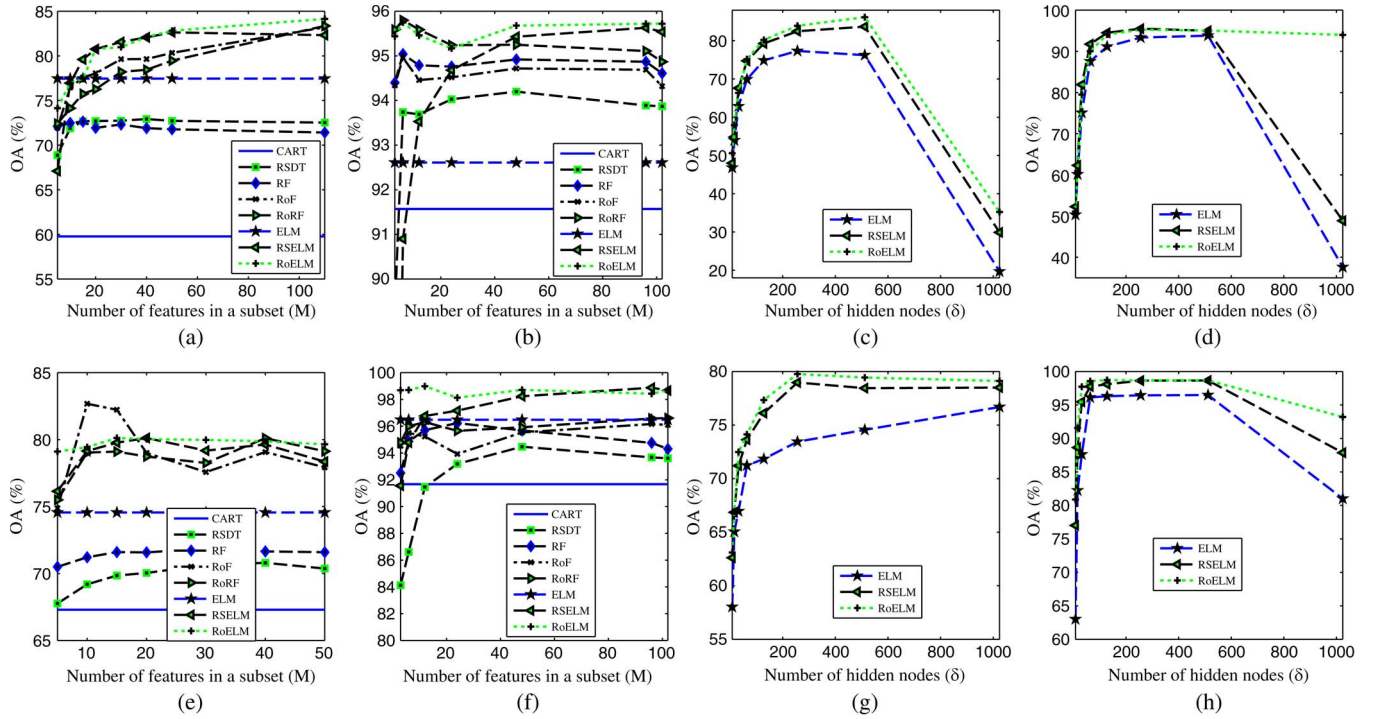 95
90
85
80
75
70
65
60
55
OA (%)
20 40 60 80 100
Number of features in a subset (M)
CART
RSDT
RF
RoF
RoRF
ELM
RSELM
RoELM
(a)
96
95
94
93
92
91
90
OA (%)
20 40 60 80 100
Number of features in a subset (M)
CART
RSDT
RF
RoF
RoRF
ELM
RSELM
RoELM
(b)
80
70
60
50
40
30
20
OA (%)
200 400 600 800 1000
Number of hidden nodes (δ)
ELM
RSELM
RoELM
(c)
100
90
80
70
60
50
40
OA (%)
200 400 600 800 1000
Number of hidden nodes (δ)
ELM
RSELM
RoELM
(d)
85
80
75
70
65
OA (%)
10 20 30 40 50
Number of features in a subset (M)
CART
RSDT
RF
RoF
RoRF
ELM
RSELM
RoELM
(e)
100
98
96
94
92
90
88
86
84
82
80
OA (%)
20 40 60 80 100
Number of features in a subset (M)
CART
RSDT
RF
RoF
RoRF
ELM
RSELM
RoELM
(f)
80
75
70
65
60
55
OA (%)
200 400 600 800 1000
Number of hidden nodes (δ)
ELM
RSELM
RoELM
(g)
100
95
90
85
80
75
70
65
60
OA (%)
200 400 600 800 1000
Number of hidden nodes (δ)
ELM
RSELM
RoELM
(h)